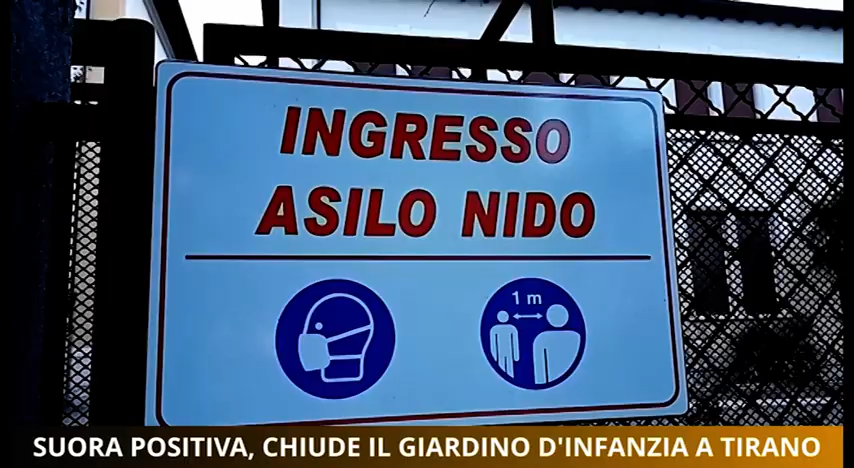 INGRESSO
ASILO NIDO
1 m
SUORA POSITIVA, CHIUDE IL GIARDINO D'INFANZIA A TIRANO